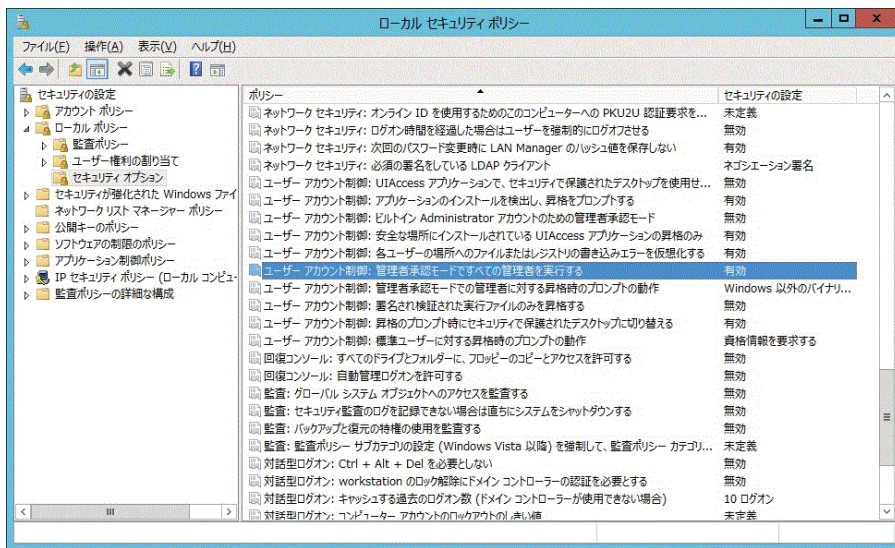 ローカル セキュリティ ポリシー
ファイル(F) 操作(A) 表示(V) ヘルプ(H)
セキュリティの設定
アカウント ポリシー
ローカル ポリシー
監査ポリシー
ユーザー権利の割り当て
セキュリティ オプション
セキュリティが強化された Windows ファイ
ネットワーク リスト マネージャー ポリシー
公開キーのポリシー
ソフトウェアの制限のポリシー
アプリケーション制御ポリシー
IP セキュリティ ポリシー (ローカル コンピュ-
監査ポリシーの詳細な構成
ポリシー セキュリティの設定
ネットワーク セキュリティ: オンライン ID を使用するためのこのコンピューターへの PKU2U 認証要求を... 未定義
ネットワーク セキュリティ: ログオン時間を経過した場合はユーザーを強制的にログオフさせる 無効
ネットワーク セキュリティ: 次回のパスワード変更時に LAN Manager のハッシュ値を保存しない 有効
ネットワーク セキュリティ: 必須の署名をしている LDAP クライアント ネゴシエーション署名
ユーザー アカウント制御: UIAccess アプリケーションで、セキュリティで保護されたデスクトップを使用せ... 無効
ユーザー アカウント制御: アプリケーションのインストールを検出し、昇格をプロンプトする 有効
ユーザー アカウント制御: ビルトイン Administrator アカウントのための管理者承認モード 無効
ユーザー アカウント制御: 安全な場所にインストールされている UIAccess アプリケーションの昇格のみ 有効
ユーザー アカウント制御: 各ユーザーの場所へのファイルまたはレジストリの書き込みエラーを仮想化する 有効
ユーザー アカウント制御: 管理者承認モードですべての管理者を実行する 有効
ユーザー アカウント制御: 管理者承認モードでの管理者に対する昇格時のプロンプトの動作 Windows 以外のバイナリ...
ユーザー アカウント制御: 署名され検証された実行ファイルのみを昇格する 無効
ユーザー アカウント制御: 昇格のプロンプト時にセキュリティで保護されたデスクトップに切り替える 有効
ユーザー アカウント制御: 標準ユーザーに対する昇格時のプロンプトの動作 資格情報を要求する
回復コンソール: すべてのドライブとフォルダーに、フロッピーのコピーとアクセスを許可する 無効
回復コンソール: 自動管理ログオンを許可する 無効
監査: グローバル システム オブジェクトへのアクセスを監査する 無効
監査: セキュリティ監査のログを記録できない場合は直ちにシステムをシャットダウンする 無効
監査: バックアップと復元の特権の使用を監査する 無効
監査: 監査ポリシー サブカテゴリの設定 (Windows Vista 以降) を強制して、監査ポリシー カテゴリ... 未定義
対話型ログオン: Ctrl + Alt + Del を必要としない 無効
対話型ログオン: workstation のロック解除にドメイン コントローラーの認証を必要とする 無効
対話型ログオン: キャッシュする過去のログオン数 (ドメイン コントローラーが使用できない場合) 10 ログオン
対話型ログオン: コンピューター アカウントのロックアウトのしきい値 未定義